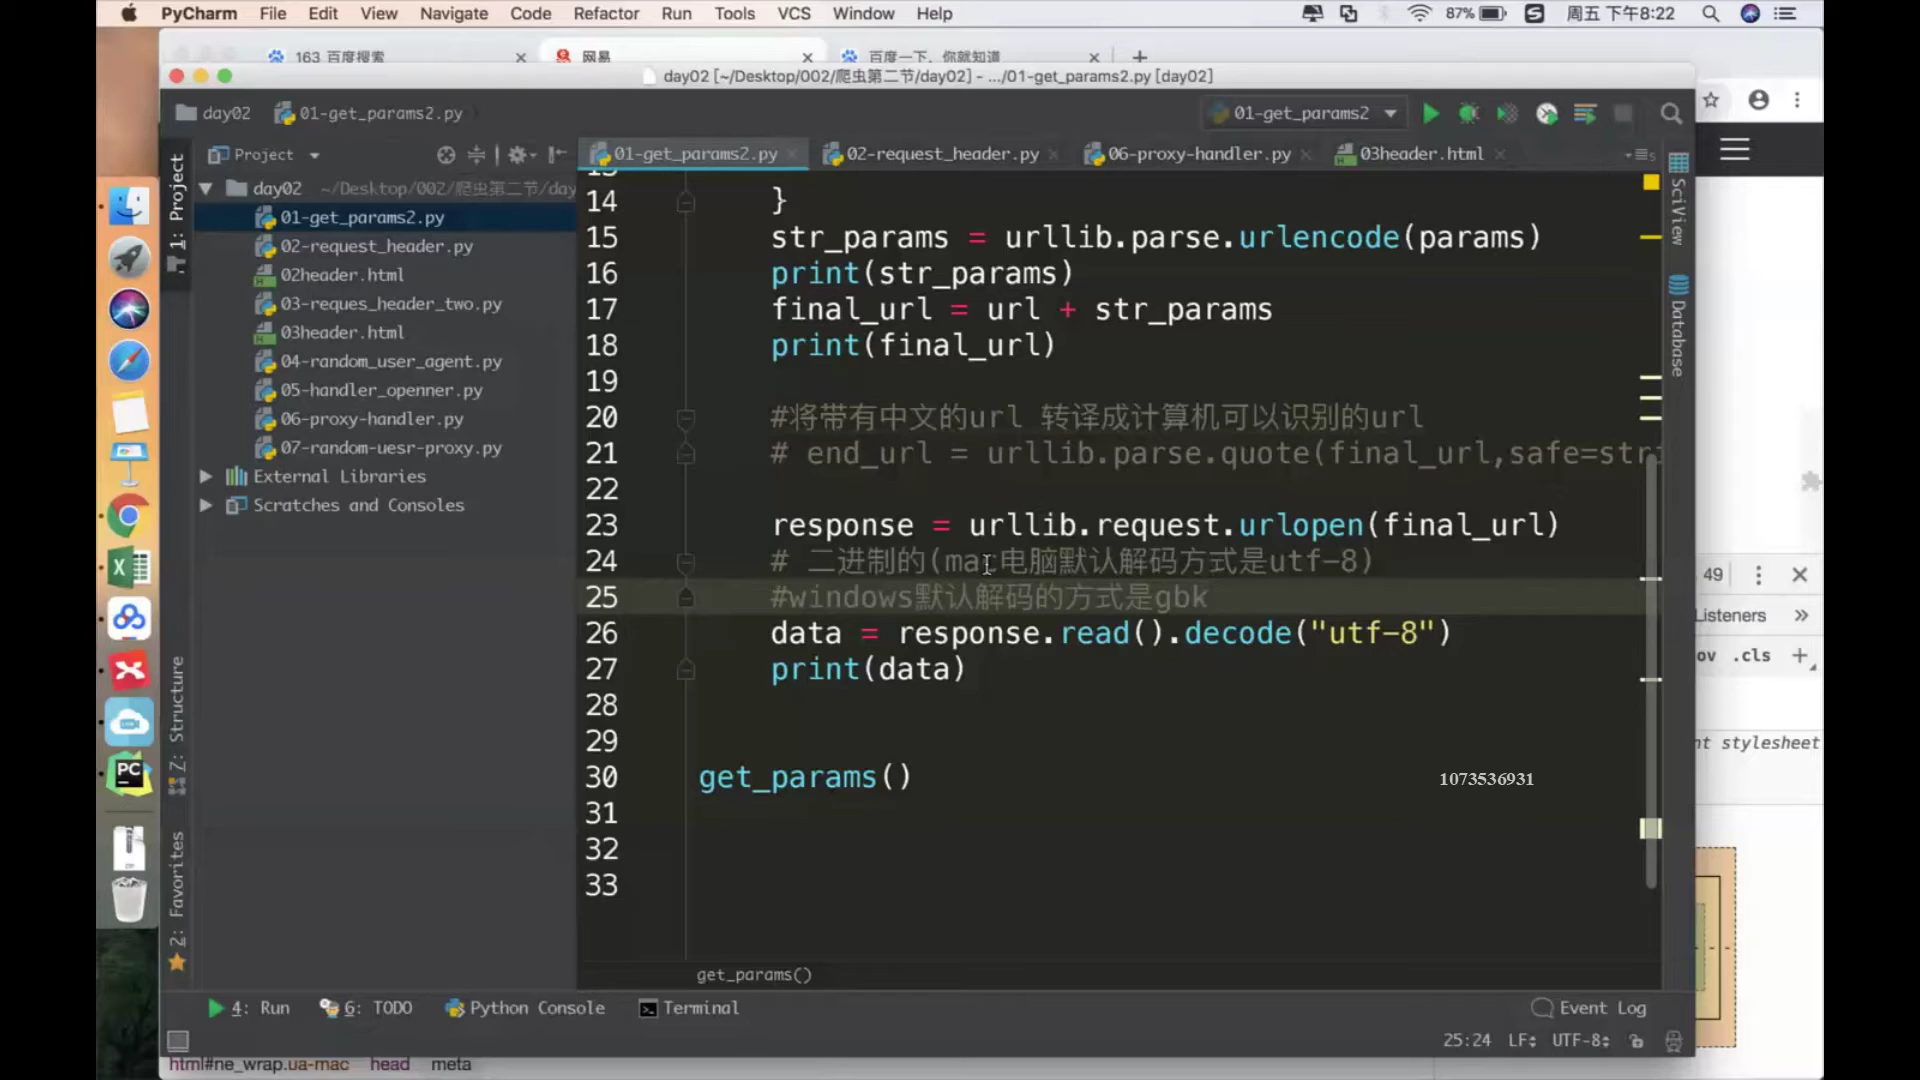 PyCharm File Edit View Navigate Code Refactor Run Tools VCS Window Help 87% 周五 下午8:22
163_百度搜索 网易 百度一下，你就知道
day02 [~/Desktop/002/爬虫第二节/day02] - .../01-get_params2.py [day02]
day02 01-get_params2.py 01-get_params2
Project 01-get_params2.py 02-request_header.py 06-proxy-handler.py 03header.html
1: Project
day02 ~/Desktop/002/爬虫第二节/day
01-get_params2.py
02-request_header.py
02header.html
03-reques_header_two.py
03header.html
04-random_user_agent.py
05-handler_openner.py
06-proxy-handler.py
07-random-uesr-proxy.py
External Libraries
Scratches and Consoles
Z: Structure
2: Favorites
14 }
15 str_params = urllib.parse.urlencode(params)
16 print(str_params)
17 final_url = url + str_params
18 print(final_url)
19
20 #将带有中文的url 转译成计算机可以识别的url
21 # end_url = urllib.parse.quote(final_url,safe=str
22
23 response = urllib.request.urlopen(final_url)
24 # 二进制的(mac电脑默认解码方式是utf-8)
25 #windows默认解码的方式是gbk
26 data = response.read().decode("utf-8")
27 print(data)
28
29
30 get_params()
31
32
33
1073536931
get_params()
SciView
Database
49
Listeners
ov .cls
nt stylesheet
4: Run 6: TODO Python Console Terminal Event Log
25:24 LF UTF-8
html#ne_wrap.ua-mac head meta